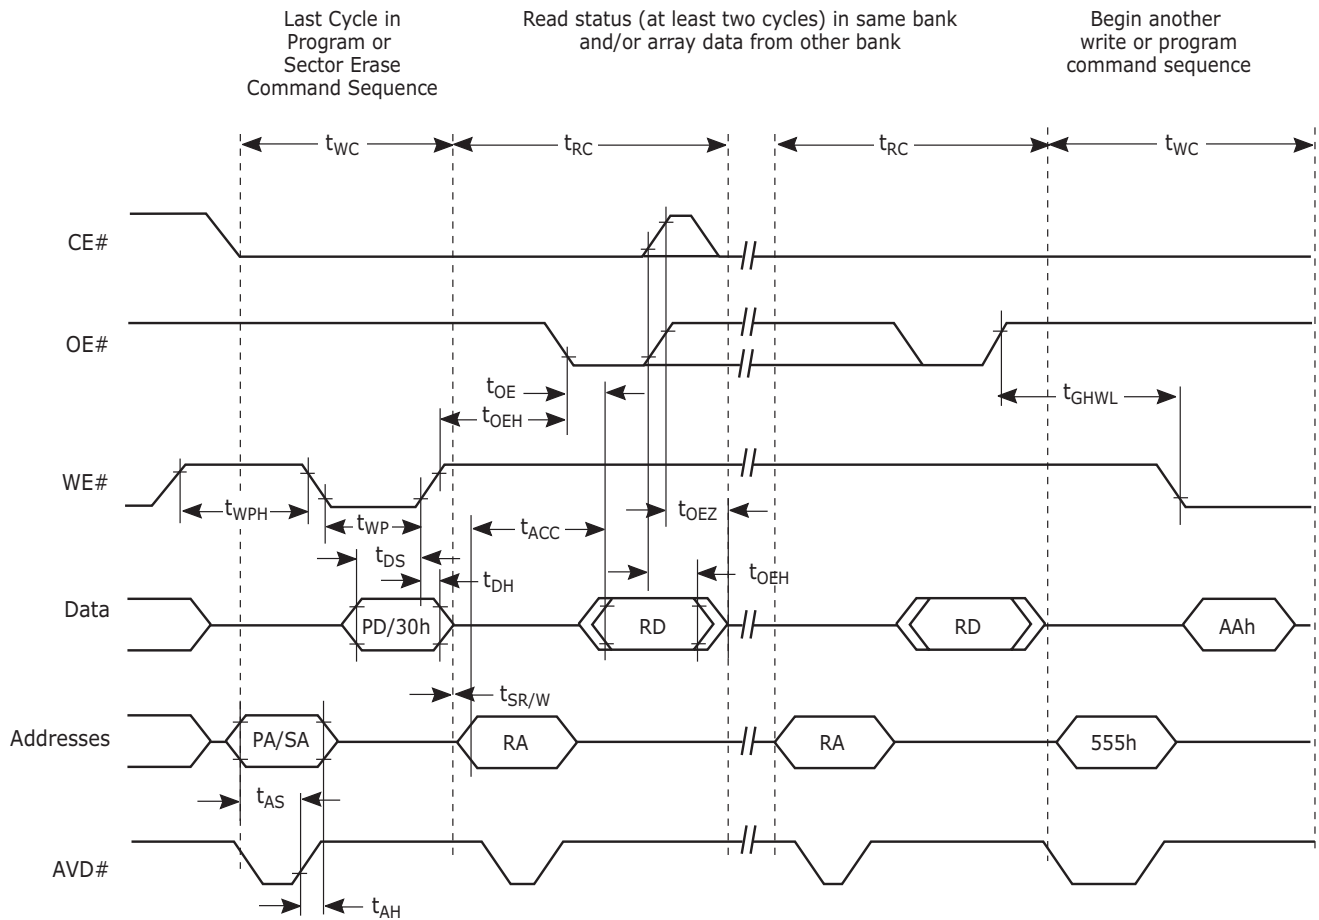 Last Cycle in
Program or
Sector Erase
Command Sequence
Read status (at least two cycles) in same bank
and/or array data from other bank
Begin another
write or program
command sequence
tWC
tRC
tRC
tWC
CE#
OE#
tOE
tOEH
tGHWL
WE#
tWPH
tWP
tACC
tOEZ
tDS
tDH
tOEH
Data
PD/30h
RD
RD
AAh
tSR/W
Addresses
PA/SA
RA
RA
555h
tAS
AVD#
tAH